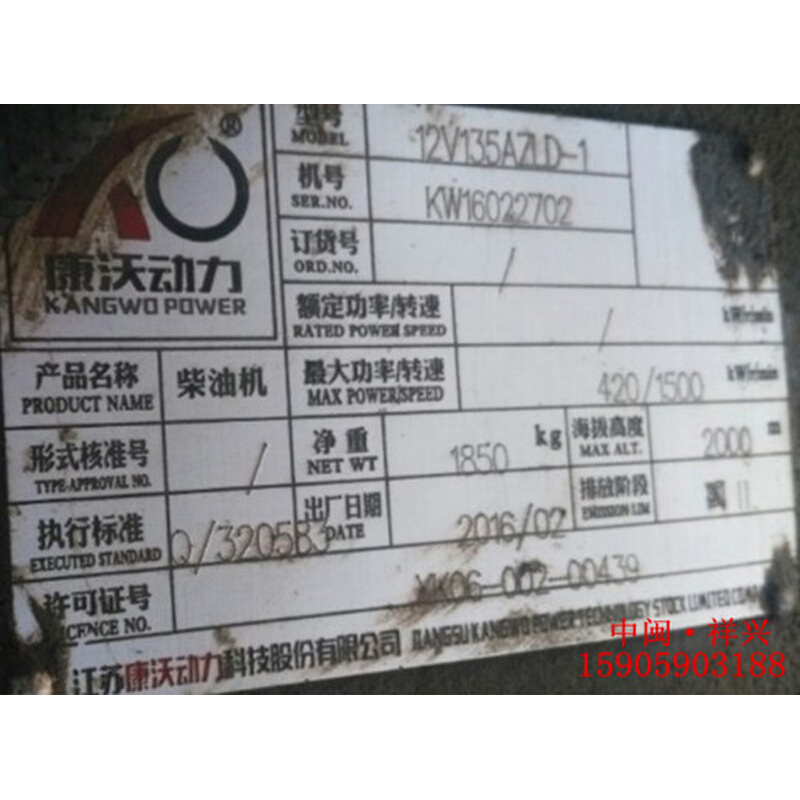 康沃动力®
KANGWO POWER
型号 12V135AZLD-1
MODEL
机号 KW16022702
SER.NO.
订货号 /
ORD.NO.
额定功率/转速 / kW/r/min
RATED POWER/SPEED
产品名称 柴油机 最大功率/转速 420/1500 kW/r/min
PRODUCT NAME MAX POWER/SPEED
形式核准号 / 净重 1850 kg 海拔高度 2000 m
TYPE-APPROVAL NO. NET WT MAX ALT.
执行标准 Q/3205B3 出厂日期 2016/02 排放阶段 国 II
EXECUTED STANDARD DATE EMISSION LIM
许可证号 XK06-002-00439
LICENCE NO.
江苏康沃动力科技股份有限公司 JIANGSU KANGWO POWER TECHNOLOGY STOCK LIMITED
中闽·祥兴
15905903188